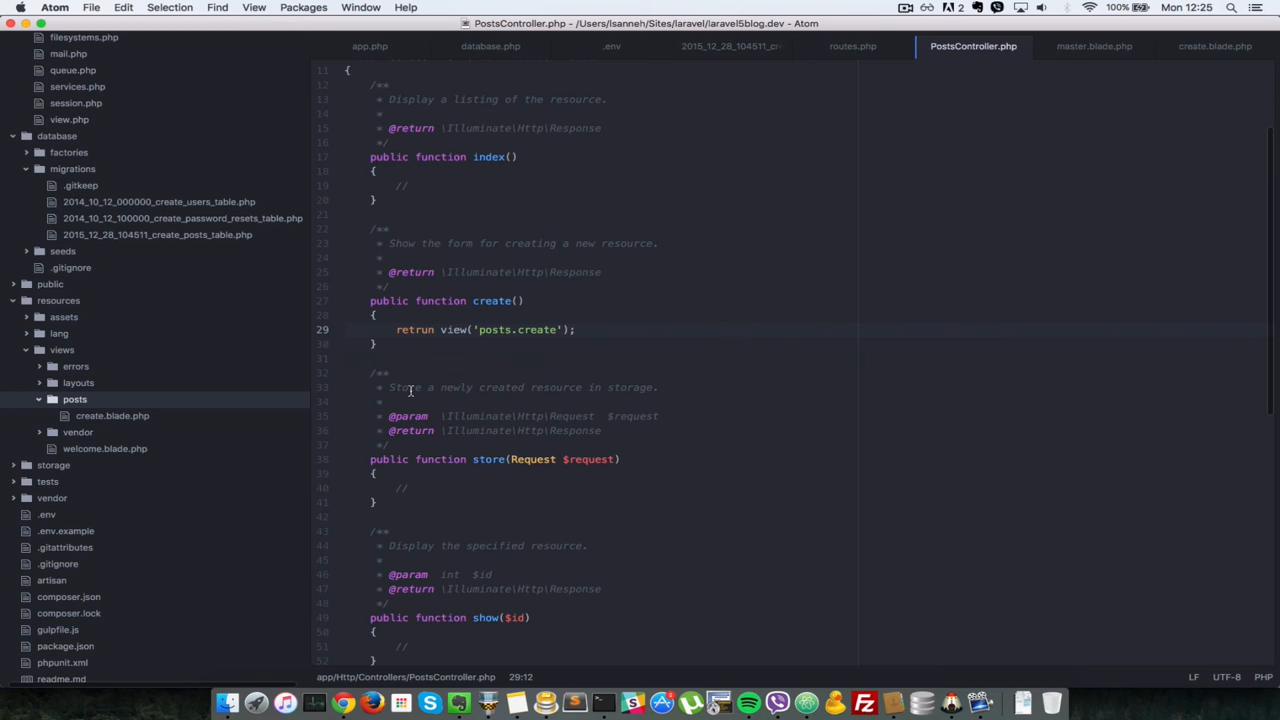 Atom File Edit View Selection Find Packages Window Help 2 100% Mon 12:25
PostsController.php - /Users/lsanneh/Sites/laravel/laravel5blog.dev - Atom
filesystems.php
mail.php
queue.php
services.php
session.php
view.php
database
factories
migrations
.gitkeep
2014_10_12_000000_create_users_table.php
2014_10_12_100000_create_password_resets_table.php
2015_12_28_104511_create_posts_table.php
seeds
.gitignore
public
resources
assets
lang
views
errors
layouts
posts
create.blade.php
vendor
welcome.blade.php
storage
tests
vendor
.env
.env.example
.gitattributes
.gitignore
artisan
composer.json
composer.lock
gulpfile.js
package.json
phpunit.xml
readme.md
app.php database.php .env 2015_12_28_104511_cre routes.php PostsController.php master.blade.php create.blade.php
11 {
12 /**
13 * Display a listing of the resource.
14 *
15 * @return \Illuminate\Http\Response
16 */
17 public function index()
18 {
19 //
20 }
21
22 /**
23 * Show the form for creating a new resource.
24 *
25 * @return \Illuminate\Http\Response
26 */
27 public function create()
28 {
29 retrun view('posts.create');
30 }
31
32 /**
33 * Store a newly created resource in storage.
34 *
35 * @param \Illuminate\Http\Request $request
36 * @return \Illuminate\Http\Response
37 */
38 public function store(Request $request)
39 {
40 //
41 }
42
43 /**
44 * Display the specified resource.
45 *
46 * @param int $id
47 * @return \Illuminate\Http\Response
48 */
49 public function show($id)
50 {
51 //
52 }
app/Http/Controllers/PostsController.php 29:12 LF UTF-8 PHP